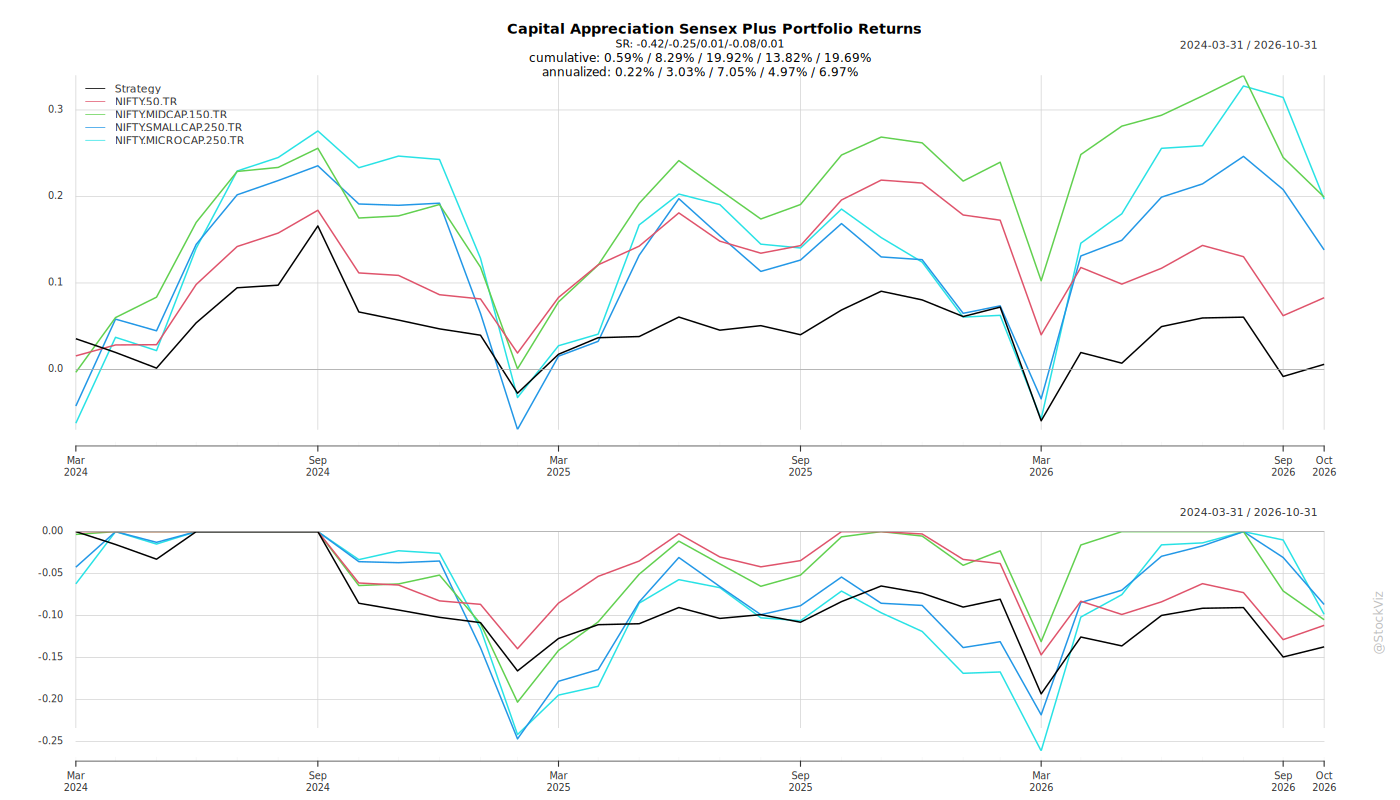 Capital Appreciation Sensex Plus Portfolio Returns
SR: -0.42/-0.25/0.01/-0.08/0.01
cumulative: 0.59% / 8.29% / 19.92% / 13.82% / 19.69%
annualized: 0.22% / 3.03% / 7.05% / 4.97% / 6.97%
2024-03-31 / 2026-10-31
Strategy
NIFTY.50.TR
NIFTY.MIDCAP.150.TR
NIFTY.SMALLCAP.250.TR
NIFTY.MICROCAP.250.TR
0.3
0.2
0.1
0.0
Mar Sep Mar Sep Mar Sep Oct
2024 2024 2025 2025 2026 2026 2026
2024-03-31 / 2026-10-31
0.00
-0.05
-0.10
-0.15
-0.20
-0.25
Mar Sep Mar Sep Mar Sep Oct
2024 2024 2025 2025 2026 2026 2026
@StockViz